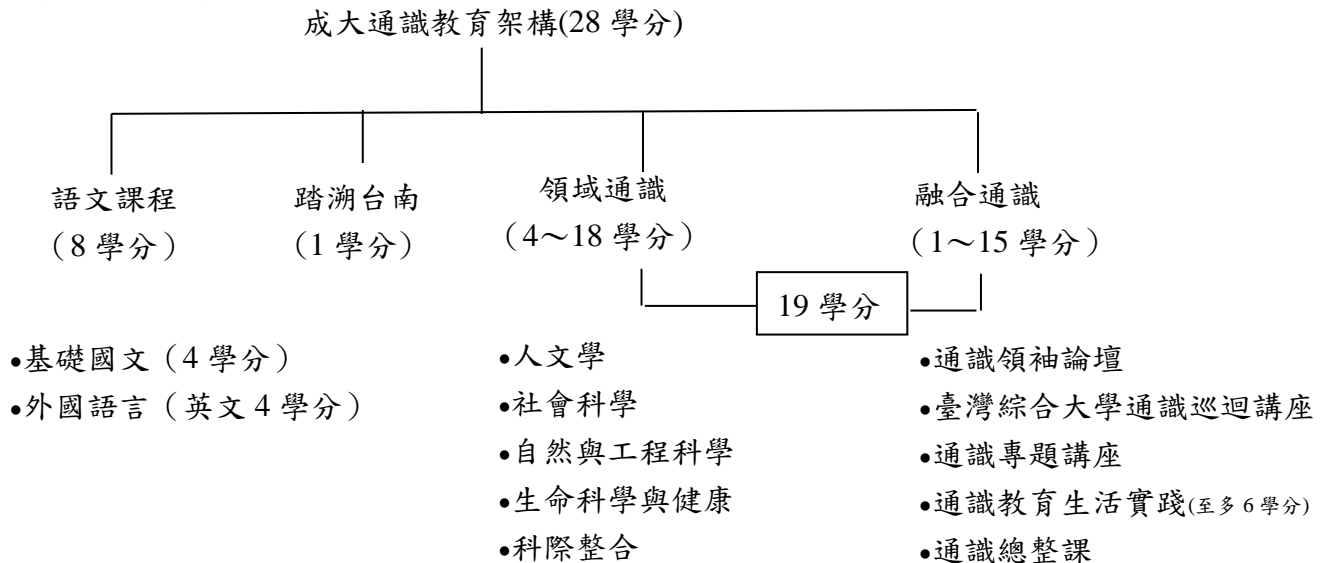 成大通識教育架構(28 學分)
語文課程
（8 學分）
踏溯台南
（1 學分）
領域通識
（4～18 學分）
融合通識
（1～15 學分）
19 學分
•基礎國文（4 學分）
•外國語言（英文 4 學分）
•人文學
•社會科學
•自然與工程科學
•生命科學與健康
•科際整合
•通識領袖論壇
•臺灣綜合大學通識巡迴講座
•通識專題講座
•通識教育生活實踐(至多 6 學分)
•通識總整課